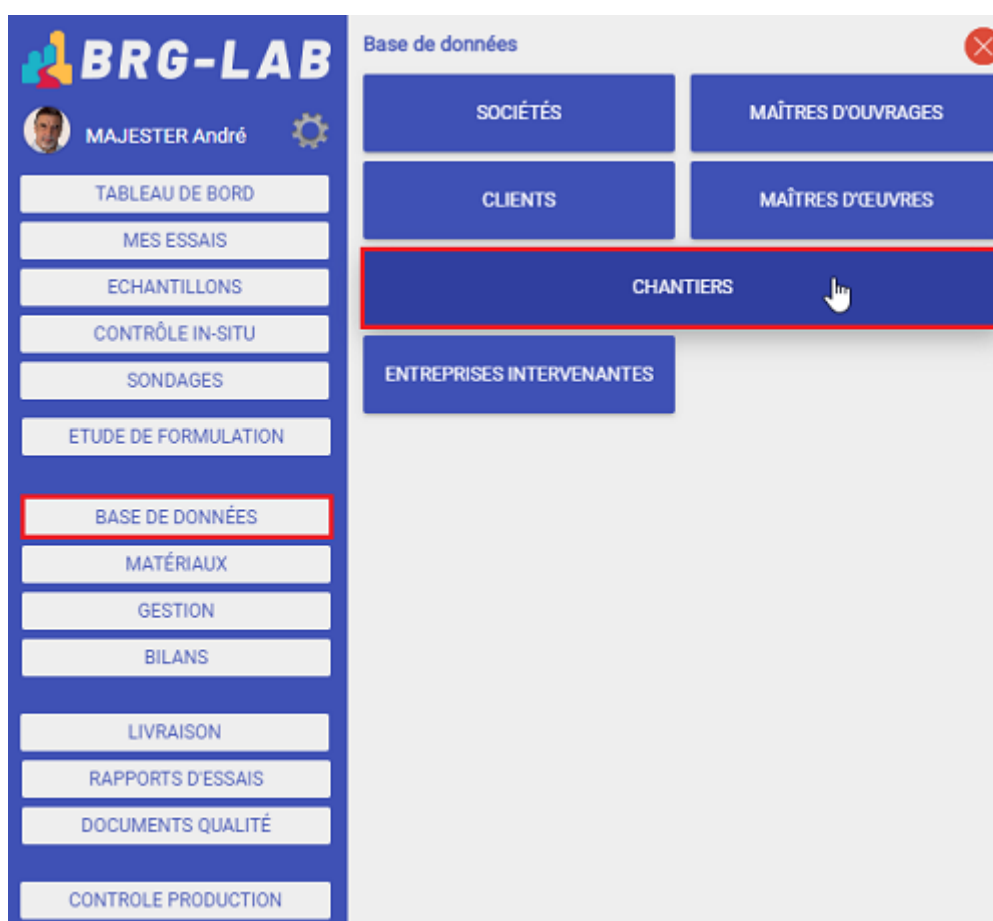 BRG-LAB
MAJESTER André
TABLEAU DE BORD
MES ESSAIS
ECHANTILLONS
CONTRÔLE IN-SITU
SONDAGES
ETUDE DE FORMULATION
BASE DE DONNÉES
MATÉRIAUX
GESTION
BILANS
LIVRAISON
RAPPORTS D'ESSAIS
DOCUMENTS QUALITÉ
CONTROLE PRODUCTION
Base de données
SOCIÉTÉS
MAÎTRES D'OUVRAGES
CLIENTS
MAÎTRES D'ŒUVRES
CHANTIERS
ENTREPRISES INTERVENANTES